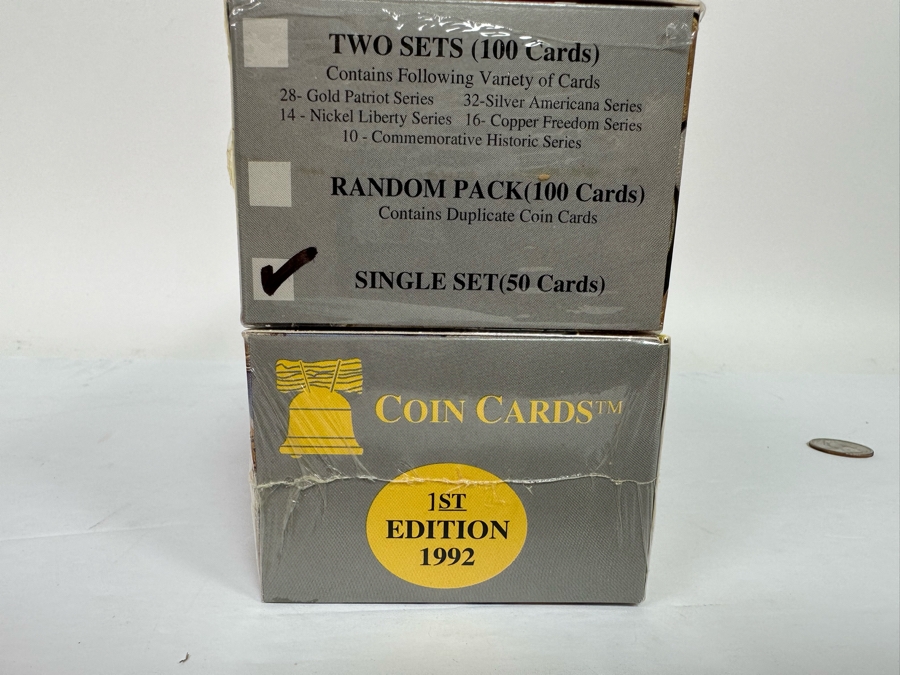 TWO SETS (100 Cards)
Contains Following Variety of Cards
28- Gold Patriot Series 32-Silver Americana Series
14 - Nickel Liberty Series 16- Copper Freedom Series
10 - Commemorative Historic Series
RANDOM PACK(100 Cards)
Contains Duplicate Coin Cards
SINGLE SET(50 Cards)
COIN CARDS™
1ST
EDITION
1992